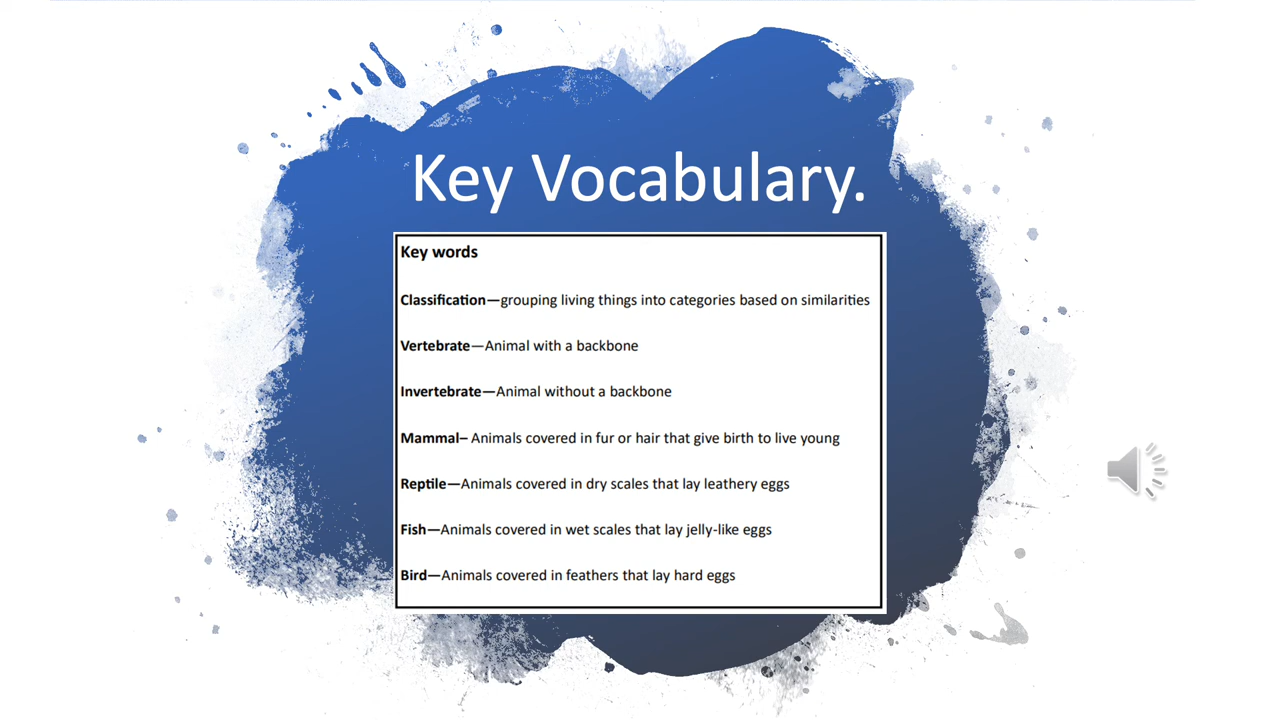 Key Vocabulary.
Key words
Classification—grouping living things into categories based on similarities
Vertebrate—Animal with a backbone
Invertebrate—Animal without a backbone
Mammal– Animals covered in fur or hair that give birth to live young
Reptile—Animals covered in dry scales that lay leathery eggs
Fish—Animals covered in wet scales that lay jelly-like eggs
Bird—Animals covered in feathers that lay hard eggs